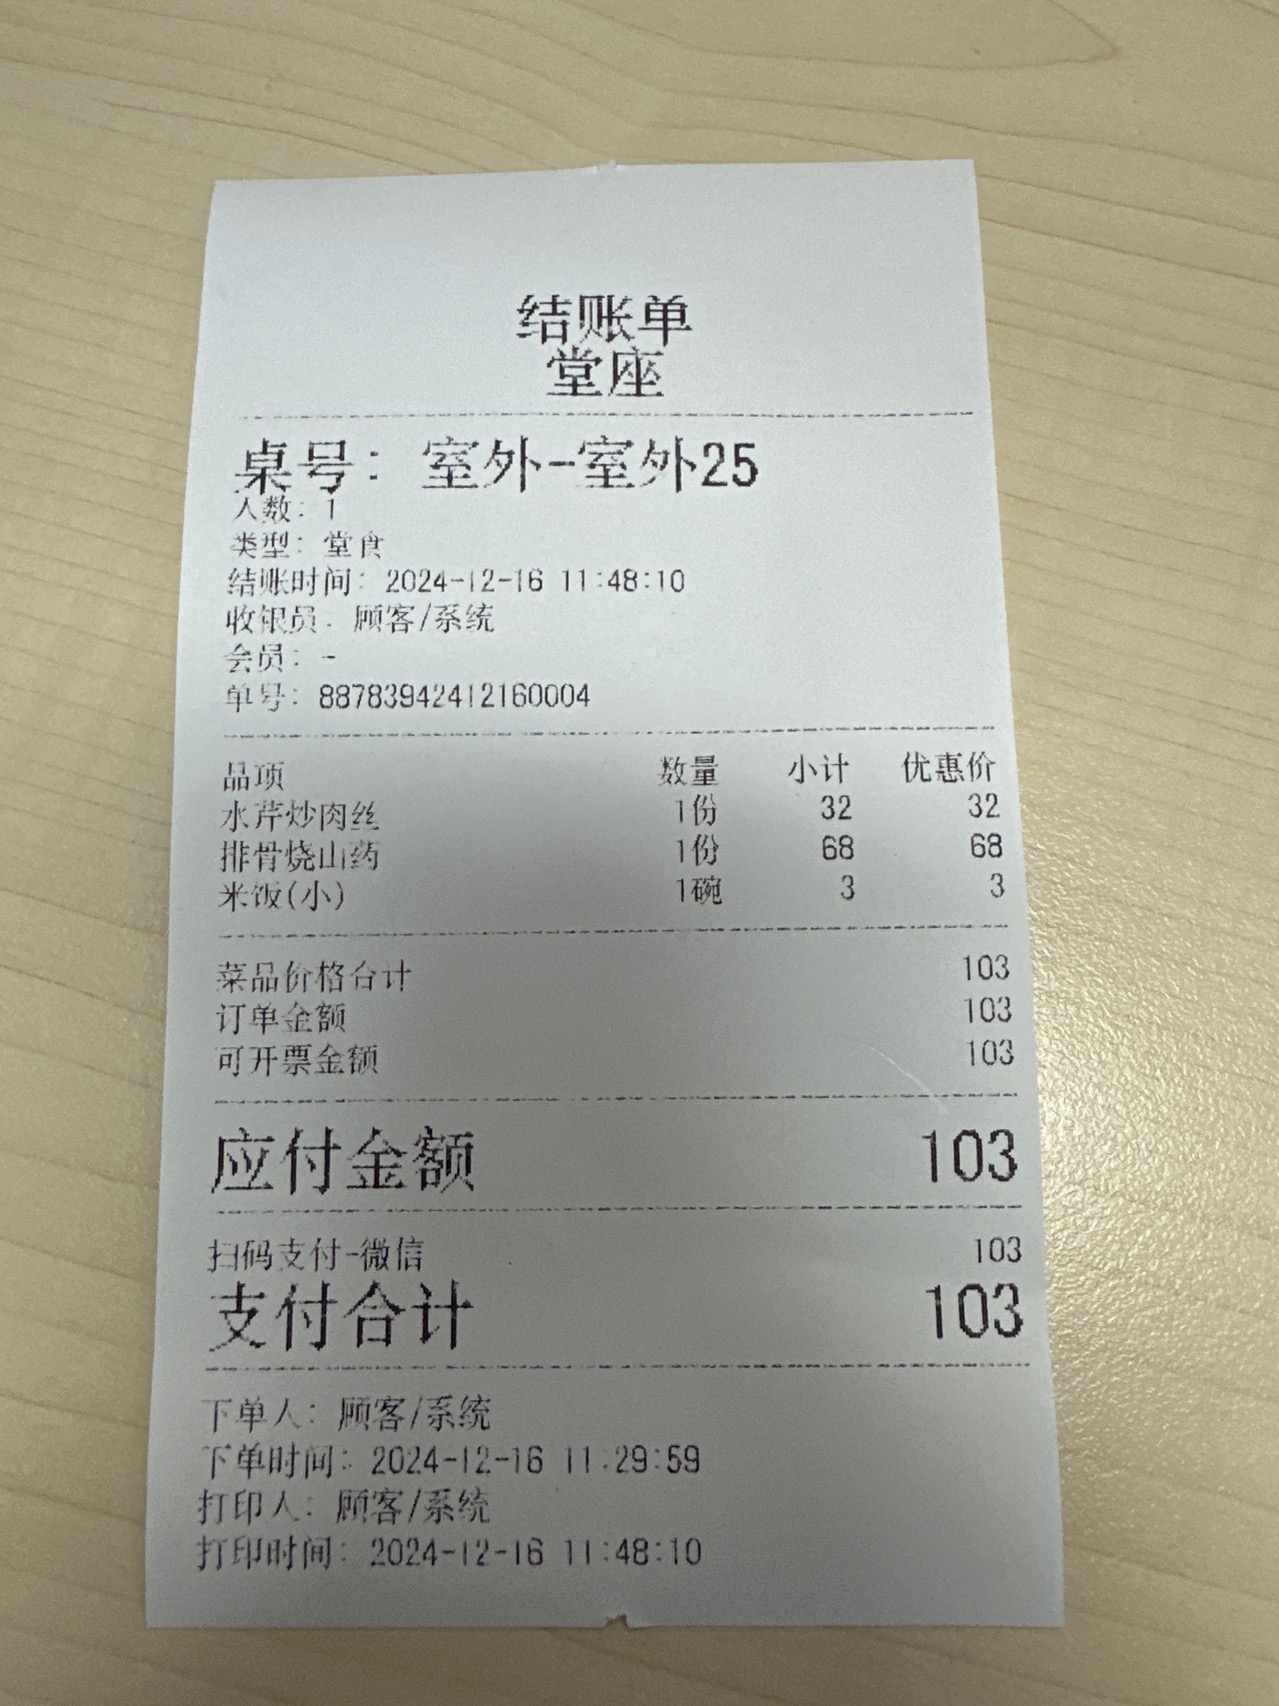 结账单
堂座
桌号：室外-室外25
人数：1
类型：堂食
结账时间：2024-12-16 11:48:10
收银员：顾客/系统
会员：-
单号：88783942412160004
品项 数量 小计 优惠价
水芹炒肉丝 1份 32 32
排骨烧山药 1份 68 68
米饭(小) 1碗 3 3
菜品价格合计 103
订单金额 103
可开票金额 103
应付金额 103
扫码支付-微信 103
支付合计 103
下单人：顾客/系统
下单时间：2024-12-16 11:29:59
打印人：顾客/系统
打印时间：2024-12-16 11:48:10